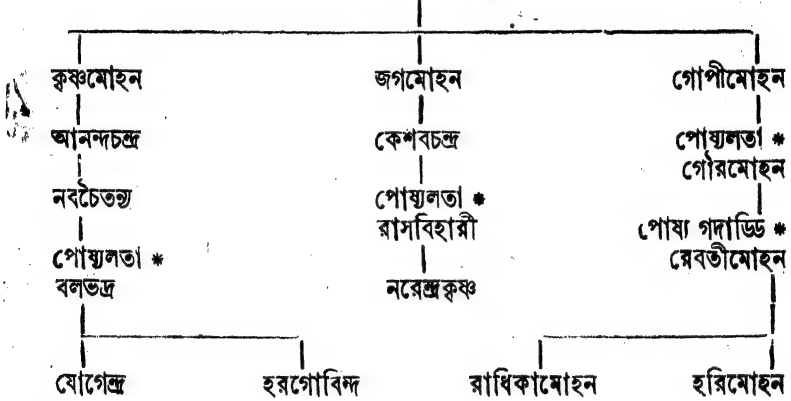 কৃষ্ণমোহন জগমোহন গোপীমোহন
আনন্দচন্দ্র কেশবচন্দ্র পোষ্যলতা *
গৌরমোহন
নবচৈতন্য পোষ্যলতা *
রাসবিহারী পোষ্য গদাড্ডি *
পোষ্যলতা * রেবতীমোহন
বলভদ্র নরেন্দ্রকৃষ্ণ
যোগেন্দ্র হরগোবিন্দ রাধিকামোহন হরিমোহন